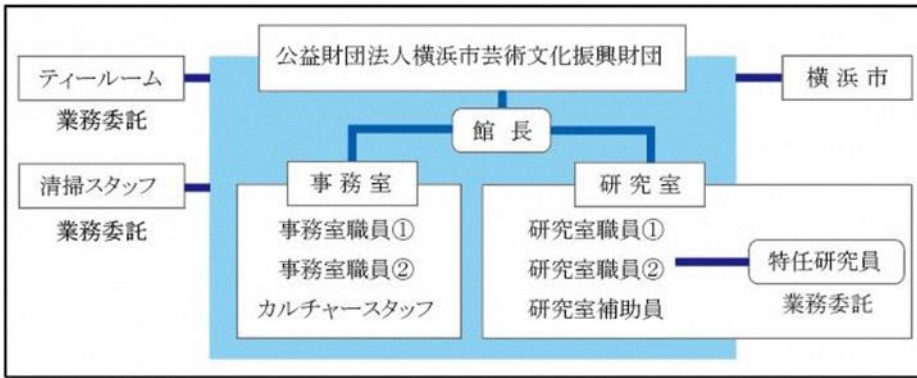 公益財団法人横浜市芸術文化振興財団
ティールーム
業務委託
横浜市
館長
清掃スタッフ
業務委託
事務室
事務室職員①
事務室職員②
カルチャースタッフ
研究室
研究室職員①
研究室職員②
研究室補助員
特任研究員
業務委託